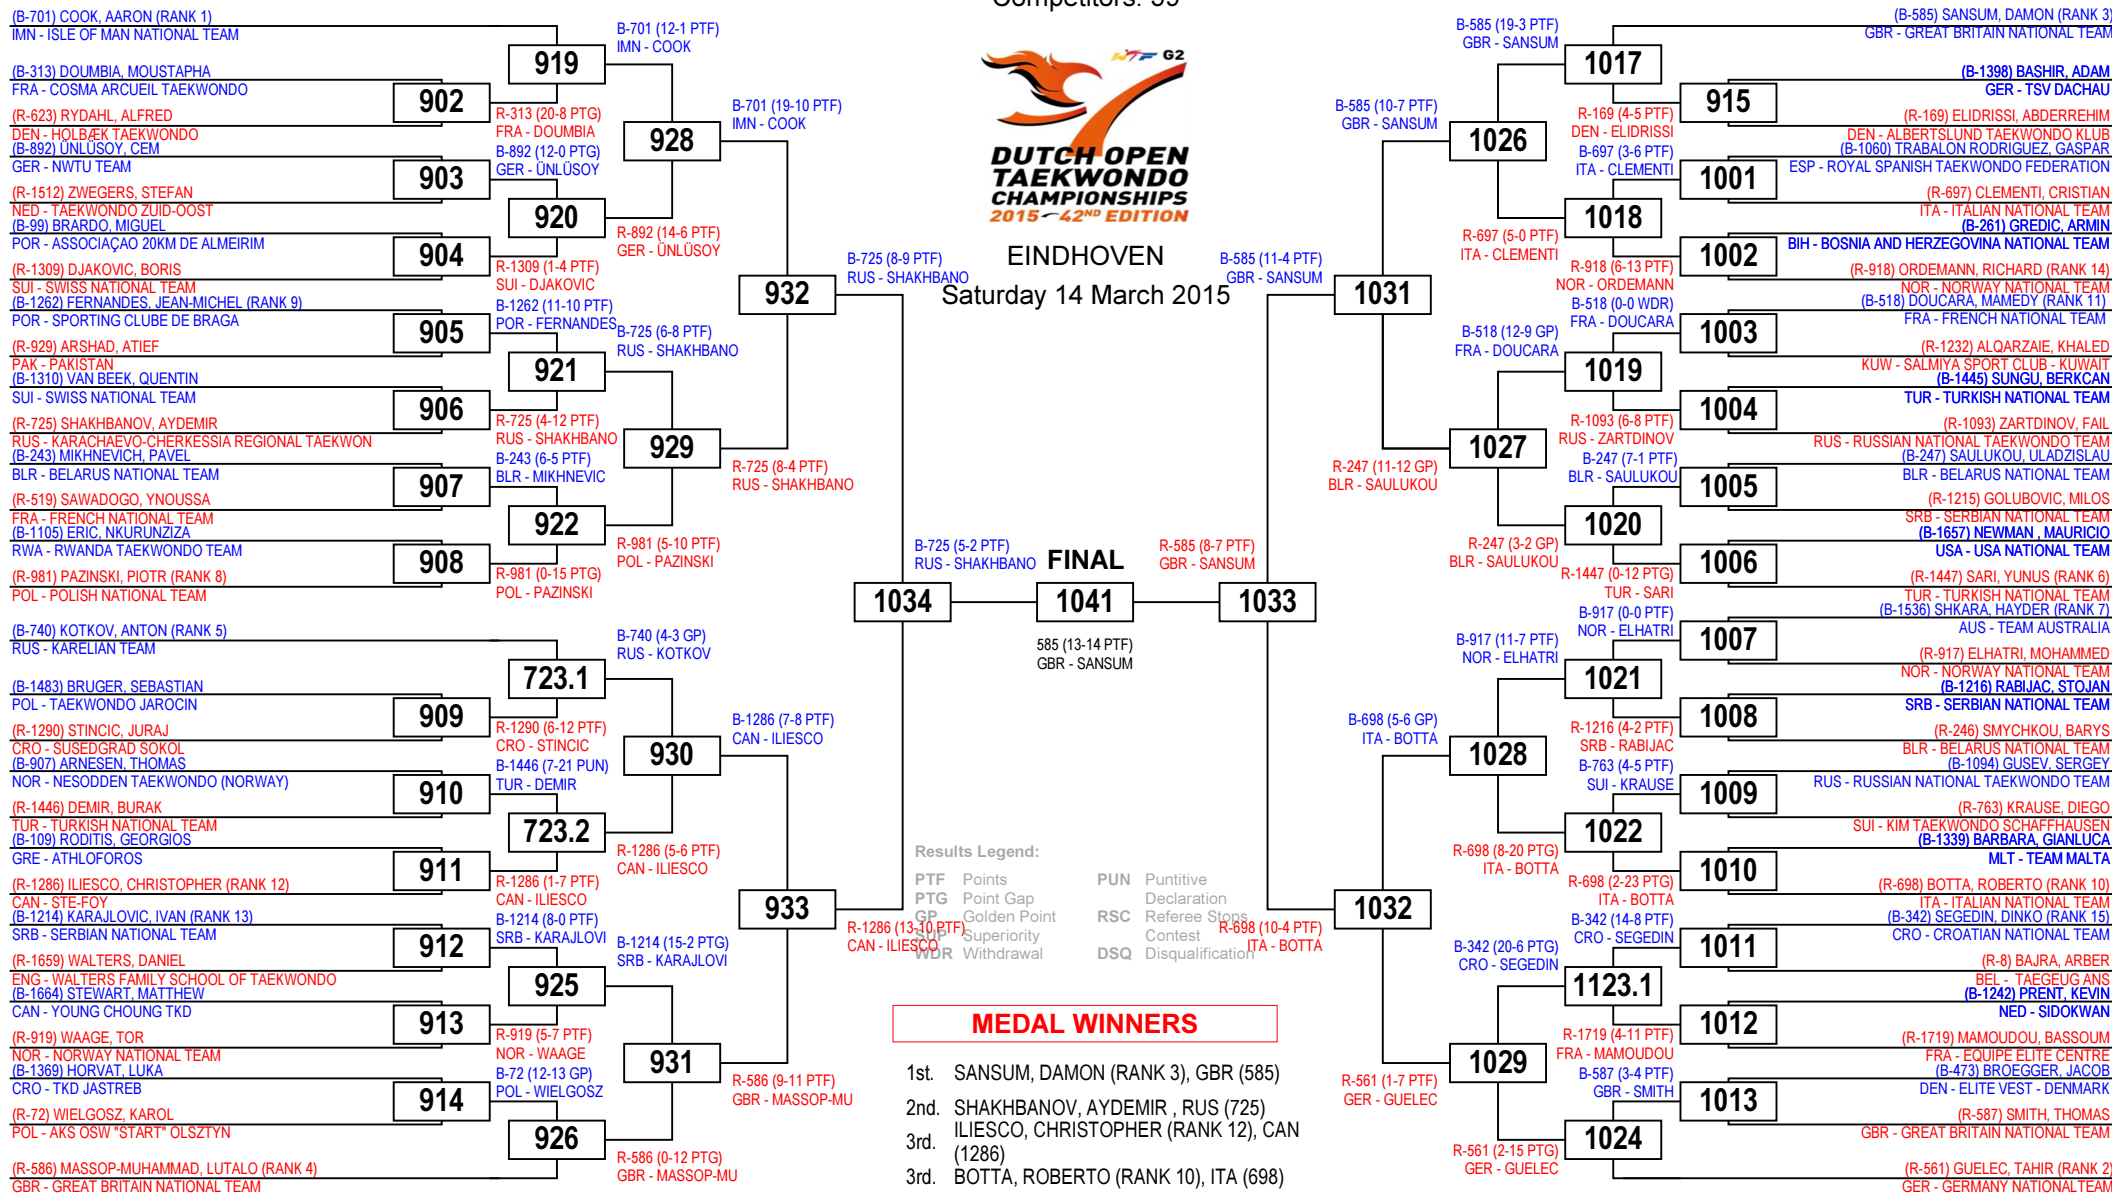 Competitors: 59
(B-701) COOK, AARON (RANK 1)
IMN - ISLE OF MAN NATIONAL TEAM
(B-313) DOUMBIA, MOUSTAPHA
FRA - COSMA ARCUEIL TAEKWONDO
(R-623) RYDAHL, ALFRED
DEN - HOLBÆK TAEKWONDO
(B-892) ÜNLÜSOY, CEM
GER - NWTU TEAM
(R-1512) ZWEGERS, STEFAN
NED - TAEKWONDO ZUID-OOST
(B-99) BRARDO, MIGUEL
POR - ASSOCIAÇAO 20KM DE ALMEIRIM
(R-1309) DJAKOVIC, BORIS
SUI - SWISS NATIONAL TEAM
(B-1262) FERNANDES, JEAN-MICHEL (RANK 9)
POR - SPORTING CLUBE DE BRAGA
(R-929) ARSHAD, ATIEF
PAK - PAKISTAN
(B-1310) VAN BEEK, QUENTIN
SUI - SWISS NATIONAL TEAM
(R-725) SHAKHBANOV, AYDEMIR
RUS - KARACHAEVO-CHERKESSIA REGIONAL TAEKWON
(B-243) MIKHNEVICH, PAVEL
BLR - BELARUS NATIONAL TEAM
(R-519) SAWADOGO, YNOUSSA
FRA - FRENCH NATIONAL TEAM
(B-1105) ERIC, NKURUNZIZA
RWA - RWANDA TAEKWONDO TEAM
(R-981) PAZINSKI, PIOTR (RANK 8)
POL - POLISH NATIONAL TEAM
(B-740) KOTKOV, ANTON (RANK 5)
RUS - KARELIAN TEAM
(B-1483) BRUGER, SEBASTIAN
POL - TAEKWONDO JAROCIN
(R-1290) STINCIC, JURAJ
CRO - SUSEDGRAD SOKOL
(B-907) ARNESEN, THOMAS
NOR - NESODDEN TAEKWONDO (NORWAY)
(R-1446) DEMIR, BURAK
TUR - TURKISH NATIONAL TEAM
(B-109) RODITIS, GEORGIOS
GRE - ATHLOFOROS
(R-1286) ILIESCO, CHRISTOPHER (RANK 12)
CAN - STE-FOY
(B-1214) KARAJLOVIC, IVAN (RANK 13)
SRB - SERBIAN NATIONAL TEAM
(R-1659) WALTERS, DANIEL
ENG - WALTERS FAMILY SCHOOL OF TAEKWONDO
(B-1664) STEWART, MATTHEW
CAN - YOUNG CHOUNG TKD
(R-919) WAAGE, TOR
NOR - NORWAY NATIONAL TEAM
(B-1369) HORVAT, LUKA
CRO - TKD JASTREB
(R-72) WIELGOSZ, KAROL
POL - AKS OSW "START" OLSZTYN
(R-586) MASSOP-MUHAMMAD, LUTALO (RANK 4)
GBR - GREAT BRITAIN NATIONAL TEAM
902
903
904
905
906
907
908
909
910
911
912
913
914
919
R-313 (20-8 PTG)
FRA - DOUMBIA
B-892 (12-0 PTG)
GER - ÜNLÜSOY
920
R-1309 (1-4 PTF)
SUI - DJAKOVIC
B-1262 (11-10 PTF)
POR - FERNANDES
921
R-725 (4-12 PTF)
RUS - SHAKHBANO
B-243 (6-5 PTF)
BLR - MIKHNEVIC
922
R-981 (0-15 PTG)
POL - PAZINSKI
723.1
R-1290 (6-12 PTF)
CRO - STINCIC
B-1446 (7-21 PUN)
TUR - DEMIR
723.2
R-1286 (1-7 PTF)
CAN - ILIESCO
B-1214 (8-0 PTF)
SRB - KARAJLOVI
925
R-919 (5-7 PTF)
NOR - WAAGE
B-72 (12-13 GP)
POL - WIELGOSZ
926
B-701 (12-1 PTF)
IMN - COOK
928
R-892 (14-6 PTF)
GER - ÜNLÜSOY
B-725 (6-8 PTF)
RUS - SHAKHBANO
929
R-981 (5-10 PTF)
POL - PAZINSKI
B-740 (4-3 GP)
RUS - KOTKOV
930
R-1286 (5-6 PTF)
CAN - ILIESCO
B-1214 (15-2 PTG)
SRB - KARAJLOVI
931
R-586 (0-12 PTG)
GBR - MASSOP-MU
B-701 (19-10 PTF)
IMN - COOK
932
R-725 (8-4 PTF)
RUS - SHAKHBANO
B-1286 (7-8 PTF)
CAN - ILIESCO
933
R-586 (9-11 PTF)
GBR - MASSOP-MU
B-725 (8-9 PTF)
RUS - SHAKHBANO
1034
R-1286 (13-10 PTF)
CAN - ILIESCO
WTF G2
DUTCH OPEN
TAEKWONDO
CHAMPIONSHIPS
2015 - 42ND EDITION
EINDHOVEN
Saturday 14 March 2015
B-725 (5-2 PTF)
RUS - SHAKHBANO
FINAL
1041
585 (13-14 PTF)
GBR - SANSUM
R-585 (8-7 PTF)
GBR - SANSUM
Results Legend:
PTF Points
PTG Point Gap
GP Golden Point
SUP Superiority
WDR Withdrawal
PUN Puntitive
Declaration
RSC Referee Stops
Contest
DSQ Disqualification
MEDAL WINNERS
1st. SANSUM, DAMON (RANK 3), GBR (585)
2nd. SHAKHBANOV, AYDEMIR , RUS (725)
3rd. ILIESCO, CHRISTOPHER (RANK 12), CAN
(1286)
3rd. BOTTA, ROBERTO (RANK 10), ITA (698)
B-585 (11-4 PTF)
GBR - SANSUM
1033
R-698 (10-4 PTF)
ITA - BOTTA
B-585 (10-7 PTF)
GBR - SANSUM
1031
R-247 (11-12 GP)
BLR - SAULUKOU
B-698 (5-6 GP)
ITA - BOTTA
1032
R-561 (1-7 PTF)
GER - GUELEC
B-585 (19-3 PTF)
GBR - SANSUM
1026
R-697 (5-0 PTF)
ITA - CLEMENTI
B-518 (12-9 GP)
FRA - DOUCARA
1027
R-247 (3-2 GP)
BLR - SAULUKOU
B-917 (11-7 PTF)
NOR - ELHATRI
1028
R-698 (8-20 PTG)
ITA - BOTTA
B-342 (20-6 PTG)
CRO - SEGEDIN
1029
R-561 (2-15 PTG)
GER - GUELEC
1017
R-169 (4-5 PTF)
DEN - ELIDRISSI
B-697 (3-6 PTF)
ITA - CLEMENTI
1018
R-918 (6-13 PTF)
NOR - ORDEMANN
B-518 (0-0 WDR)
FRA - DOUCARA
1019
R-1093 (6-8 PTF)
RUS - ZARTDINOV
B-247 (7-1 PTF)
BLR - SAULUKOU
1020
R-1447 (0-12 PTG)
TUR - SARI
B-917 (0-0 PTF)
NOR - ELHATRI
1021
R-1216 (4-2 PTF)
SRB - RABIJAC
B-763 (4-5 PTF)
SUI - KRAUSE
1022
R-698 (2-23 PTG)
ITA - BOTTA
B-342 (14-8 PTF)
CRO - SEGEDIN
1123.1
R-1719 (4-11 PTF)
FRA - MAMOUDOU
B-587 (3-4 PTF)
GBR - SMITH
1024
915
1001
1002
1003
1004
1005
1006
1007
1008
1009
1010
1011
1012
1013
(B-585) SANSUM, DAMON (RANK 3)
GBR - GREAT BRITAIN NATIONAL TEAM
(B-1398) BASHIR, ADAM
GER - TSV DACHAU
(R-169) ELIDRISSI, ABDERREHIM
DEN - ALBERTSLUND TAEKWONDO KLUB
(B-1060) TRABALON RODRIGUEZ, GASPAR
ESP - ROYAL SPANISH TAEKWONDO FEDERATION
(R-697) CLEMENTI, CRISTIAN
ITA - ITALIAN NATIONAL TEAM
(B-261) GREDIC, ARMIN
BIH - BOSNIA AND HERZEGOVINA NATIONAL TEAM
(R-918) ORDEMANN, RICHARD (RANK 14)
NOR - NORWAY NATIONAL TEAM
(B-518) DOUCARA, MAMEDY (RANK 11)
FRA - FRENCH NATIONAL TEAM
(R-1232) ALQARZAIE, KHALED
KUW - SALMIYA SPORT CLUB - KUWAIT
(B-1445) SUNGU, BERKCAN
TUR - TURKISH NATIONAL TEAM
(R-1093) ZARTDINOV, FAIL
RUS - RUSSIAN NATIONAL TAEKWONDO TEAM
(B-247) SAULUKOU, ULADZISLAU
BLR - BELARUS NATIONAL TEAM
(R-1215) GOLUBOVIC, MILOS
SRB - SERBIAN NATIONAL TEAM
(B-1657) NEWMAN , MAURICIO
USA - USA NATIONAL TEAM
(R-1447) SARI, YUNUS (RANK 6)
TUR - TURKISH NATIONAL TEAM
(B-1536) SHKARA, HAYDER (RANK 7)
AUS - TEAM AUSTRALIA
(R-917) ELHATRI, MOHAMMED
NOR - NORWAY NATIONAL TEAM
(B-1216) RABIJAC, STOJAN
SRB - SERBIAN NATIONAL TEAM
(R-246) SMYCHKOU, BARYS
BLR - BELARUS NATIONAL TEAM
(B-1094) GUSEV, SERGEY
RUS - RUSSIAN NATIONAL TAEKWONDO TEAM
(R-763) KRAUSE, DIEGO
SUI - KIM TAEKWONDO SCHAFFHAUSEN
(B-1339) BARBARA, GIANLUCA
MLT - TEAM MALTA
(R-698) BOTTA, ROBERTO (RANK 10)
ITA - ITALIAN NATIONAL TEAM
(B-342) SEGEDIN, DINKO (RANK 15)
CRO - CROATIAN NATIONAL TEAM
(R-8) BAJRA, ARBER
BEL - TAEGEUG ANS
(B-1242) PRENT, KEVIN
NED - SIDOKWAN
(R-1719) MAMOUDOU, BASSOUM
FRA - EQUIPE ELITE CENTRE
(B-473) BROEGGER, JACOB
DEN - ELITE VEST - DENMARK
(R-587) SMITH, THOMAS
GBR - GREAT BRITAIN NATIONAL TEAM
(R-561) GUELEC, TAHIR (RANK 2)
GER - GERMANY NATIONALTEAM